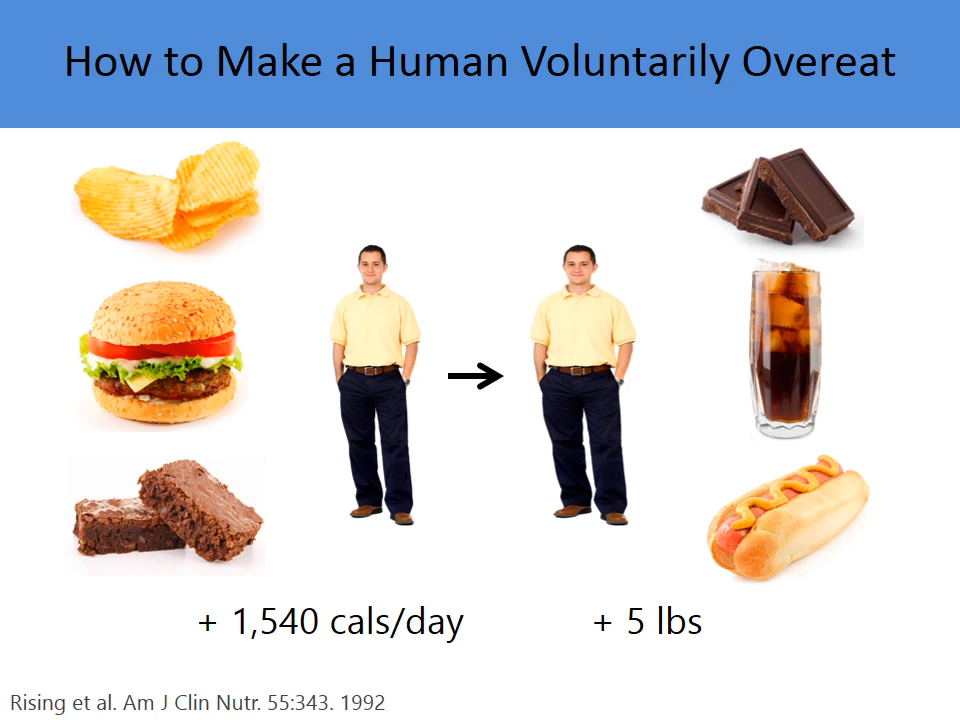 How to Make a Human Voluntarily Overeat
+ 1,540 cals/day
+ 5 lbs
Rising et al. Am J Clin Nutr. 55:343. 1992